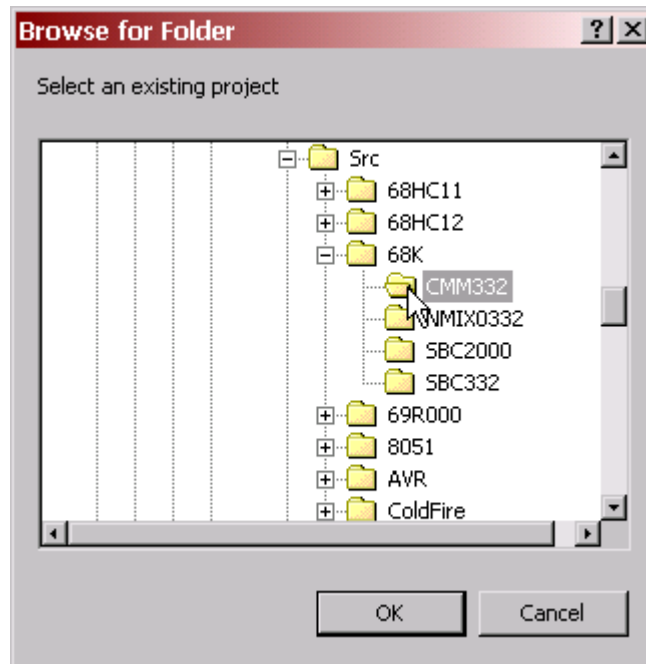 Browse for Folder
Select an existing project
Src
68HC11
68HC12
68K
CMM332
NMIX0332
SBC2000
SBC332
69R000
8051
AVR
ColdFire
OK
Cancel